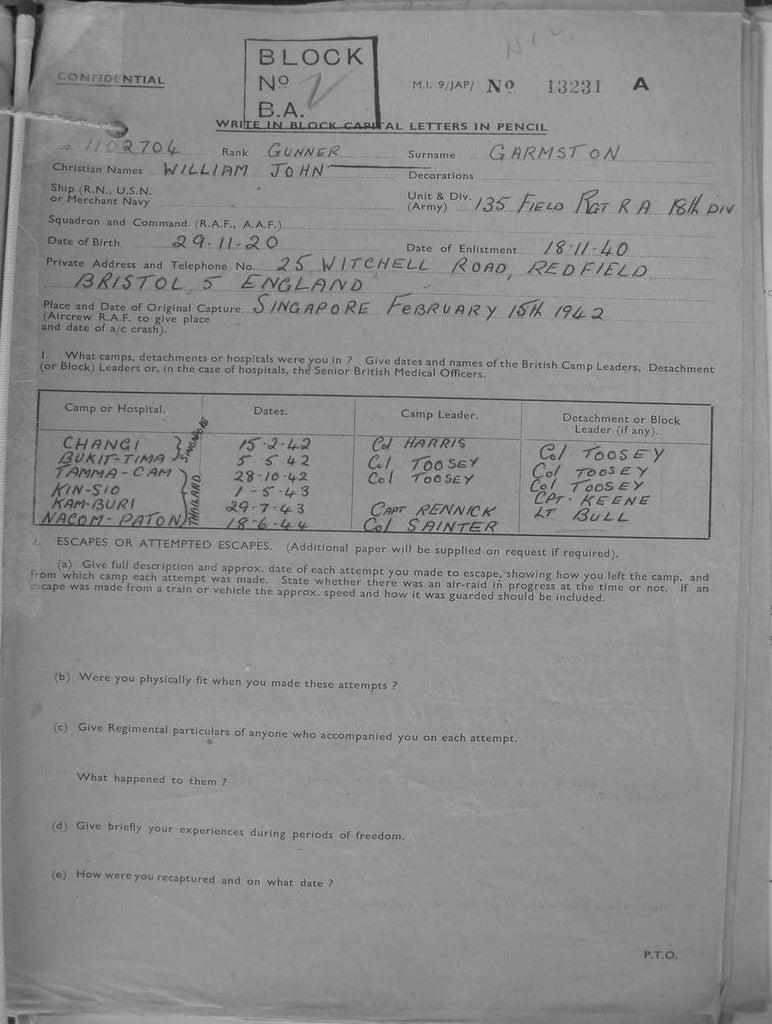 CONFIDENTIAL
BLOCK
Nº
B.A.
NIL.
M.I. 9/JAP/ Nº 13231 A
WRITE IN BLOCK CAPITAL LETTERS IN PENCIL
1102704 Rank GUNNER Surname GARMSTON
Christian Names WILLIAM JOHN Decorations
Ship (R.N., U.S.N.
or Merchant Navy
Unit & Div.
(Army) 135 FIELD RGT R A 18th DIV
Squadron and Command (R.A.F., A.A.F.)
Date of Birth 29-11-20 Date of Enlistment 18-11-40
Private Address and Telephone No. 25 WITCHELL ROAD, REDFIELD
BRISTOL 5 ENGLAND
Place and Date of Original Capture SINGAPORE FEBRUARY 15th 1942
(Aircrew R.A.F. to give place
and date of a/c crash).
1. What camps, detachments or hospitals were you in ? Give dates and names of the British Camp Leaders, Detachment
(or Block) Leaders or, in the case of hospitals, the Senior British Medical Officers.
Camp or Hospital. Dates. Camp Leader. Detachment or Block
Leader (if any).
CHANGI 15-2-42 Col HARRIS Col TOOSEY
BUKIT-TIMA SINGAPORE 5 5 42 Col TOOSEY Col TOOSEY
TAMMA-CAM 28-10-42 Col TOOSEY Col TOOSEY
KIN-SIO THAILAND 1-5-43 CPT. KEENE
KAM-BURI 29-7-43 CAPT RENNICK LT BULL
NACOM-PATON 18-6-44 Col SAINTER
2. ESCAPES OR ATTEMPTED ESCAPES. (Additional paper will be supplied on request if required).
(a) Give full description and approx. date of each attempt you made to escape, showing how you left the camp, and
from which camp each attempt was made. State whether there was an air-raid in progress at the time or not. If an
escape was made from a train or vehicle the approx. speed and how it was guarded should be included.
(b) Were you physically fit when you made these attempts ?
(c) Give Regimental particulars of anyone who accompanied you on each attempt.
What happened to them ?
(d) Give briefly your experiences during periods of freedom.
(e) How were you recaptured and on what date ?
P.T.O.